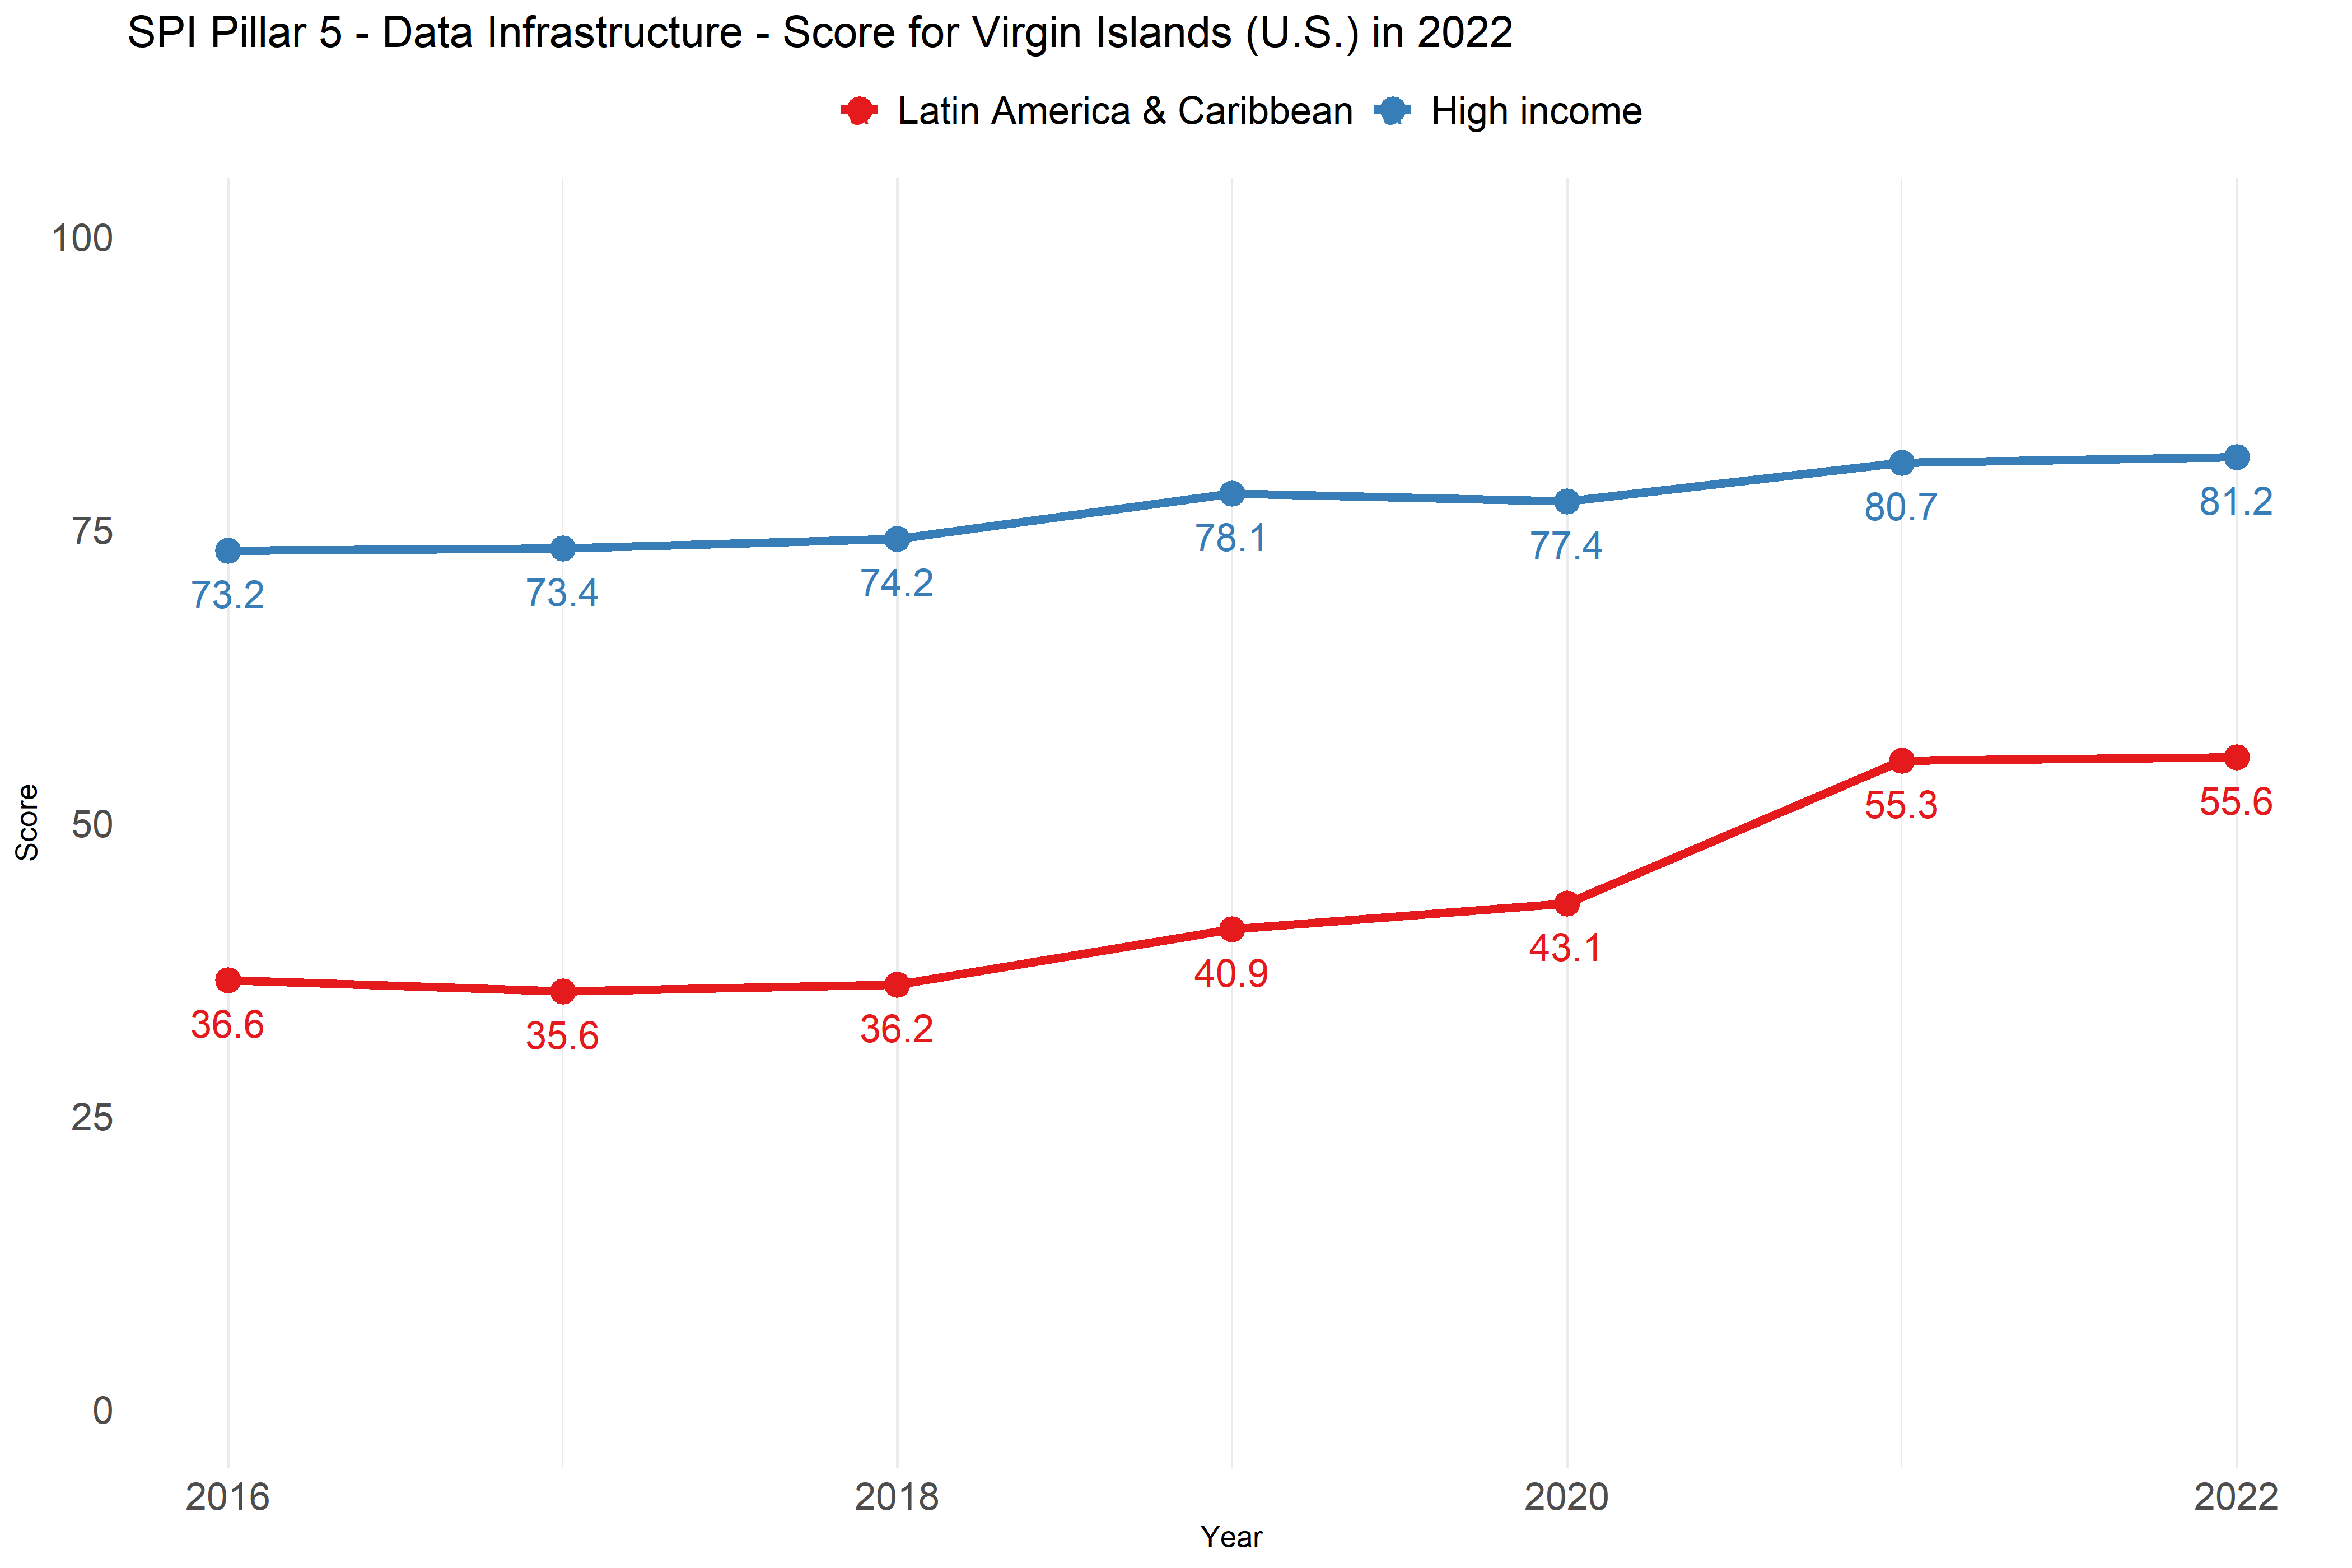 SPI Pillar 5 - Data Infrastructure - Score for Virgin Islands (U.S.) in 2022
Latin America & Caribbean High income
100
75
50
25
0
Score
73.2 73.4 74.2 78.1 77.4 80.7 81.2
36.6 35.6 36.2 40.9 43.1 55.3 55.6
2016 2018 2020 2022
Year